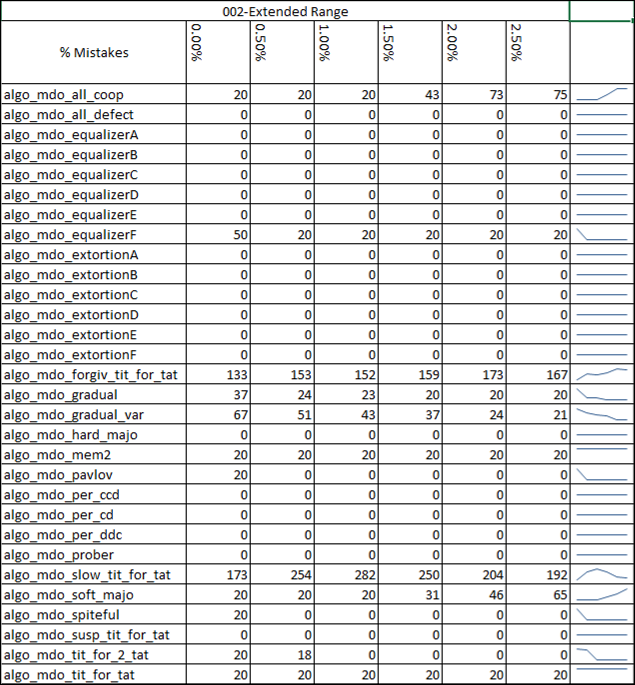 002-Extended Range
% Mistakes 0.00% 0.50% 1.00% 1.50% 2.00% 2.50%
algo_mdo_all_coop 20 20 20 43 73 75
algo_mdo_all_defect 0 0 0 0 0 0
algo_mdo_equalizerA 0 0 0 0 0 0
algo_mdo_equalizerB 0 0 0 0 0 0
algo_mdo_equalizerC 0 0 0 0 0 0
algo_mdo_equalizerD 0 0 0 0 0 0
algo_mdo_equalizerE 0 0 0 0 0 0
algo_mdo_equalizerF 50 20 20 20 20 20
algo_mdo_extortionA 0 0 0 0 0 0
algo_mdo_extortionB 0 0 0 0 0 0
algo_mdo_extortionC 0 0 0 0 0 0
algo_mdo_extortionD 0 0 0 0 0 0
algo_mdo_extortionE 0 0 0 0 0 0
algo_mdo_extortionF 0 0 0 0 0 0
algo_mdo_forgiv_tit_for_tat 133 153 152 159 173 167
algo_mdo_gradual 37 24 23 20 20 20
algo_mdo_gradual_var 67 51 43 37 24 21
algo_mdo_hard_majo 0 0 0 0 0 0
algo_mdo_mem2 20 20 20 20 20 20
algo_mdo_pavlov 20 0 0 0 0 0
algo_mdo_per_ccd 0 0 0 0 0 0
algo_mdo_per_cd 0 0 0 0 0 0
algo_mdo_per_ddc 0 0 0 0 0 0
algo_mdo_prober 0 0 0 0 0 0
algo_mdo_slow_tit_for_tat 173 254 282 250 204 192
algo_mdo_soft_majo 20 20 20 31 46 65
algo_mdo_spiteful 20 0 0 0 0 0
algo_mdo_susp_tit_for_tat 0 0 0 0 0 0
algo_mdo_tit_for_2_tat 20 18 0 0 0 0
algo_mdo_tit_for_tat 20 20 20 20 20 20